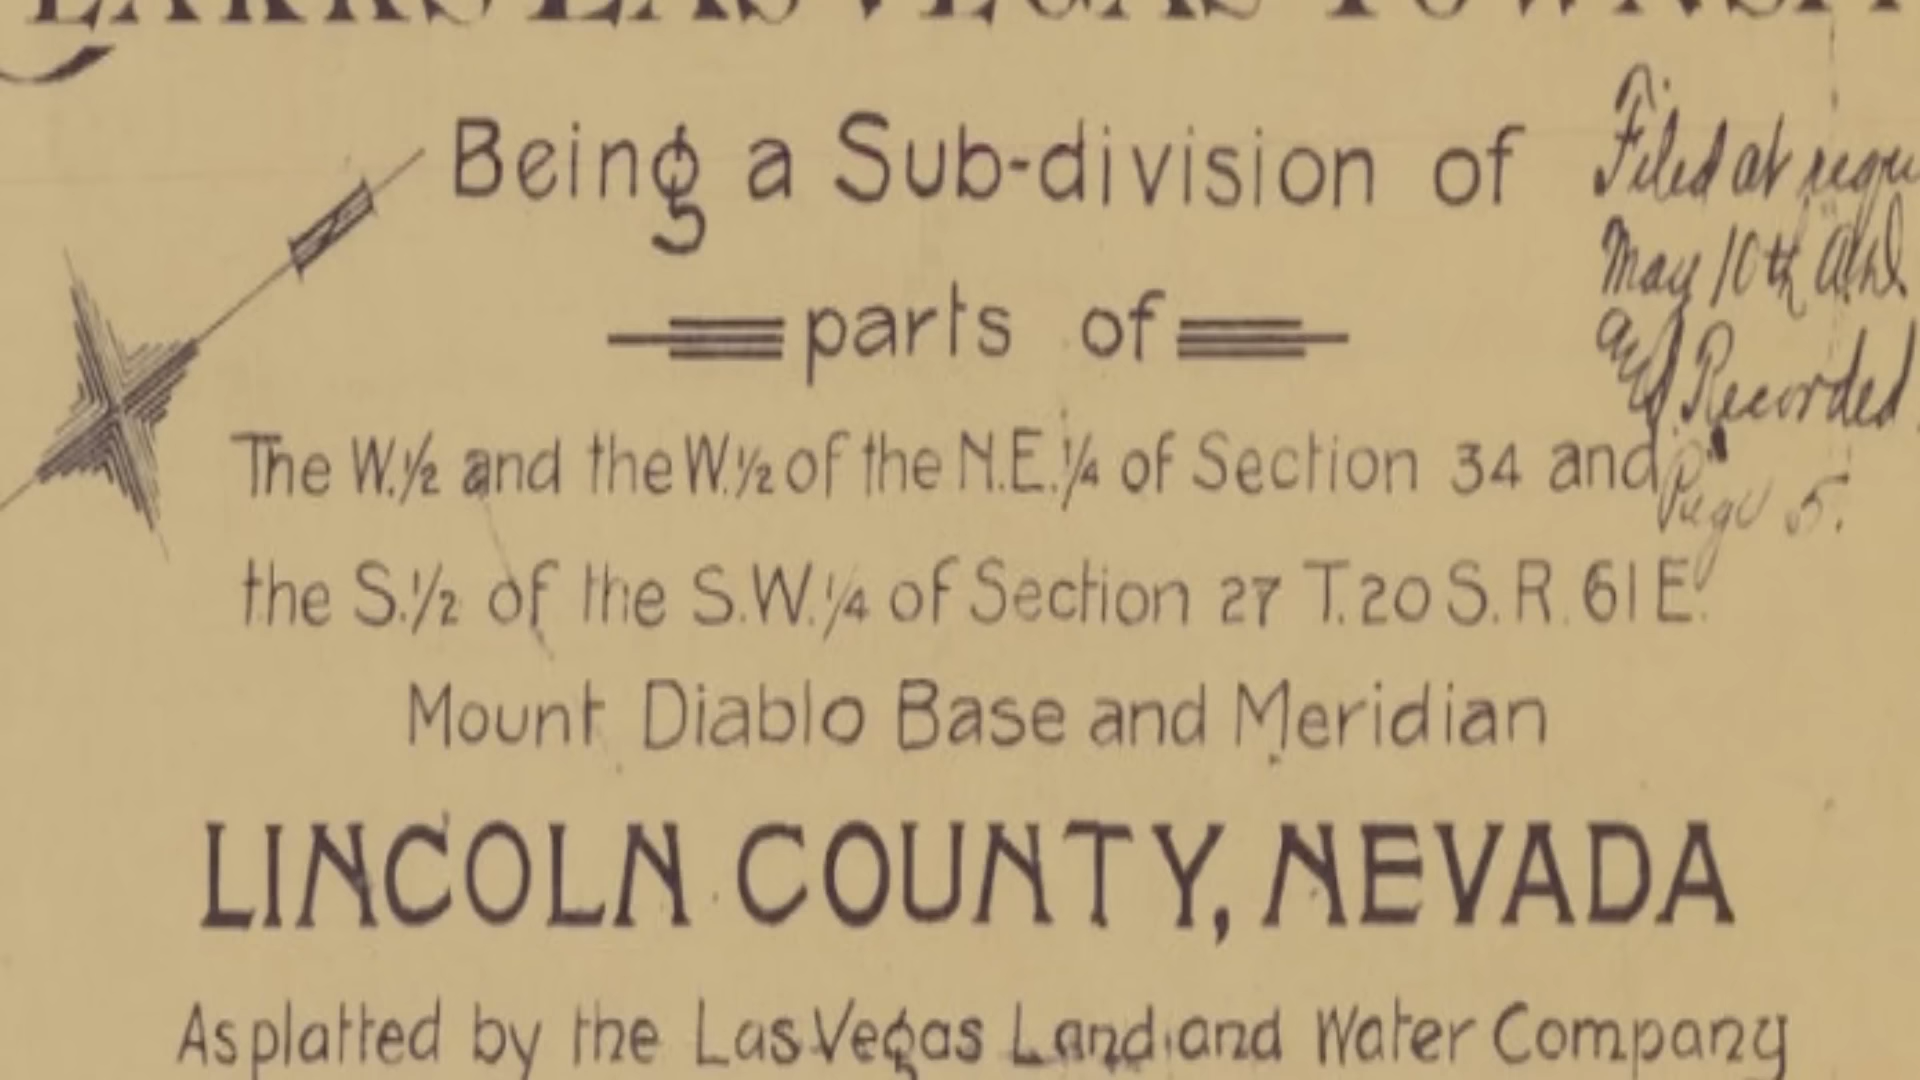 LAS VEGAS
Being a Sub-division of
parts of
The W.½ and the W.½ of the N.E.¼ of Section 34 and
the S.½ of the S.W.¼ of Section 27 T.20 S. R. 61 E.
Mount Diablo Base and Meridian
LINCOLN COUNTY, NEVADA
As platted by the Las Vegas Land and Water Company
Filed at
May 10th
and Recorded
Page 5.